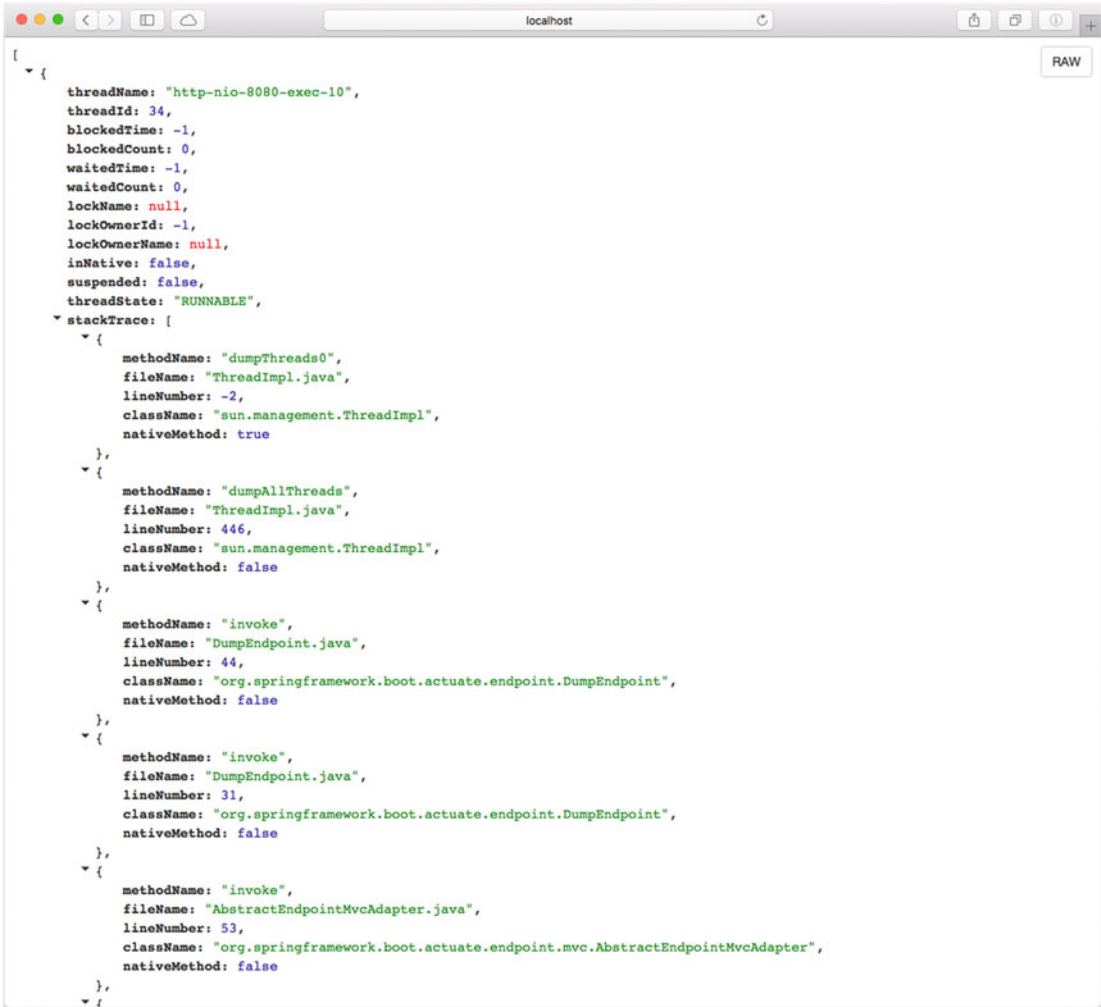 localhost
RAW
[
{
threadName: "http-nio-8080-exec-10",
threadId: 34,
blockedTime: -1,
blockedCount: 0,
waitedTime: -1,
waitedCount: 0,
lockName: null,
lockOwnerId: -1,
lockOwnerName: null,
inNative: false,
suspended: false,
threadState: "RUNNABLE",
stackTrace: [
{
methodName: "dumpThreads0",
fileName: "ThreadImpl.java",
lineNumber: -2,
className: "sun.management.ThreadImpl",
nativeMethod: true
},
{
methodName: "dumpAllThreads",
fileName: "ThreadImpl.java",
lineNumber: 446,
className: "sun.management.ThreadImpl",
nativeMethod: false
},
{
methodName: "invoke",
fileName: "DumpEndpoint.java",
lineNumber: 44,
className: "org.springframework.boot.actuate.endpoint.DumpEndpoint",
nativeMethod: false
},
{
methodName: "invoke",
fileName: "DumpEndpoint.java",
lineNumber: 31,
className: "org.springframework.boot.actuate.endpoint.DumpEndpoint",
nativeMethod: false
},
{
methodName: "invoke",
fileName: "AbstractEndpointMvcAdapter.java",
lineNumber: 53,
className: "org.springframework.boot.actuate.endpoint.mvc.AbstractEndpointMvcAdapter",
nativeMethod: false
},
{